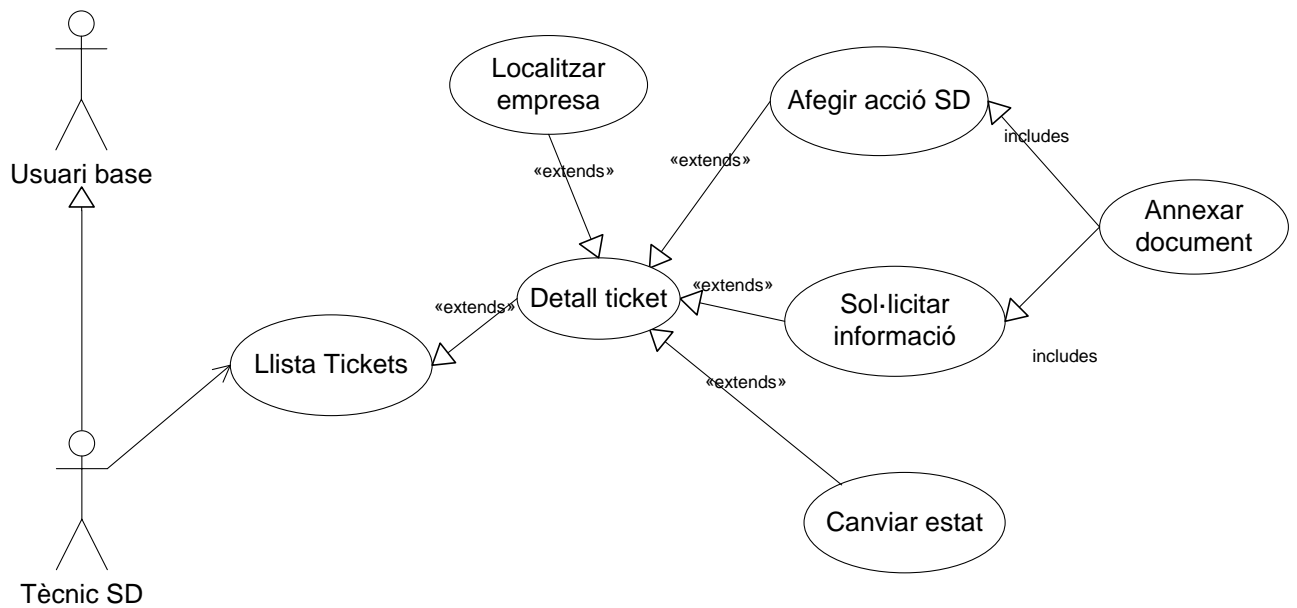 Localitzar
empresa
Afegir acció SD
Usuari base
«extends»
«extends»
includes
Annexar
document
Detall ticket
«extends»
Sol·licitar
informació
«extends»
Llista Tickets
includes
«extends»
Canviar estat
Tècnic SD